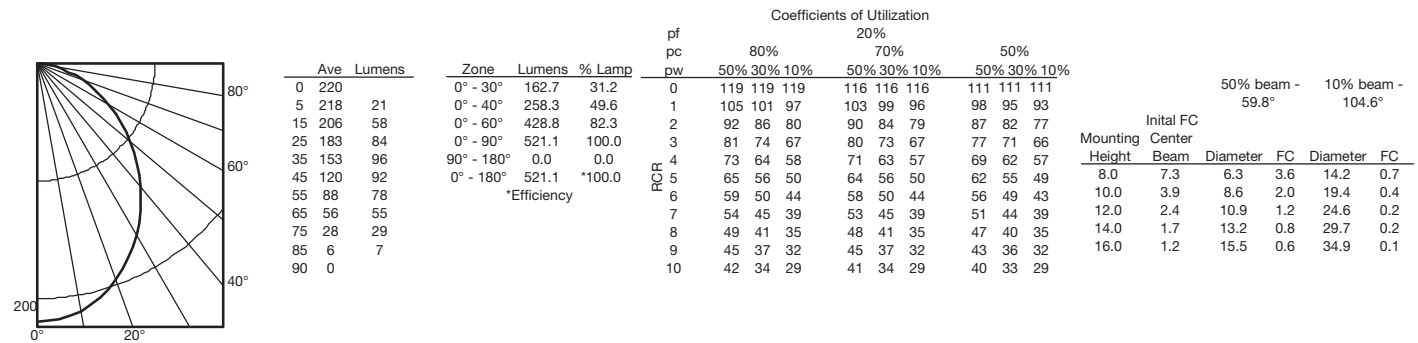 80°
60°
40°
200
0° 20°
Ave Lumens
0 220
5 218 21
15 206 58
25 183 84
35 153 96
45 120 92
55 88 78
65 56 55
75 28 29
85 6 7
90 0
Zone Lumens % Lamp
0° - 30° 162.7 31.2
0° - 40° 258.3 49.6
0° - 60° 428.8 82.3
0° - 90° 521.1 100.0
90° - 180° 0.0 0.0
0° - 180° 521.1 *100.0
*Efficiency
Coefficients of Utilization
pf 20%
pc 80% 70% 50%
pw 50% 30% 10% 50% 30% 10% 50% 30% 10%
RCR
0 119 119 119 116 116 116 111 111 111
1 105 101 97 103 99 96 98 95 93
2 92 86 80 90 84 79 87 82 77
3 81 74 67 80 73 67 77 71 66
4 73 64 58 71 63 57 69 62 57
5 65 56 50 64 56 50 62 55 49
6 59 50 44 58 50 44 56 49 43
7 54 45 39 53 45 39 51 44 39
8 49 41 35 48 41 35 47 40 35
9 45 37 32 45 37 32 43 36 32
10 42 34 29 41 34 29 40 33 29
50% beam - 10% beam -
59.8° 104.6°
Inital FC
Mounting Center
Height Beam Diameter FC Diameter FC
8.0 7.3 6.3 3.6 14.2 0.7
10.0 3.9 8.6 2.0 19.4 0.4
12.0 2.4 10.9 1.2 24.6 0.2
14.0 1.7 13.2 0.8 29.7 0.2
16.0 1.2 15.5 0.6 34.9 0.1